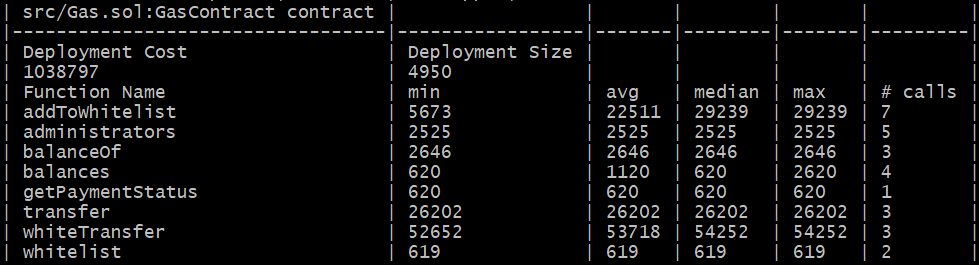 | src/Gas.sol:GasContract contract | | | | | |
|----------------------------------|-----------------|-------|--------|-------|---------|
| Deployment Cost | Deployment Size | | | | |
| 1038797 | 4950 | | | | |
| Function Name | min | avg | median | max | # calls |
| addToWhitelist | 5673 | 22511 | 29239 | 29239 | 7 |
| administrators | 2525 | 2525 | 2525 | 2525 | 5 |
| balanceOf | 2646 | 2646 | 2646 | 2646 | 3 |
| balances | 620 | 1120 | 620 | 2620 | 4 |
| getPaymentStatus | 620 | 620 | 620 | 620 | 1 |
| transfer | 26202 | 26202 | 26202 | 26202 | 3 |
| whiteTransfer | 52652 | 53718 | 54252 | 54252 | 3 |
| whitelist | 619 | 619 | 619 | 619 | 2 |